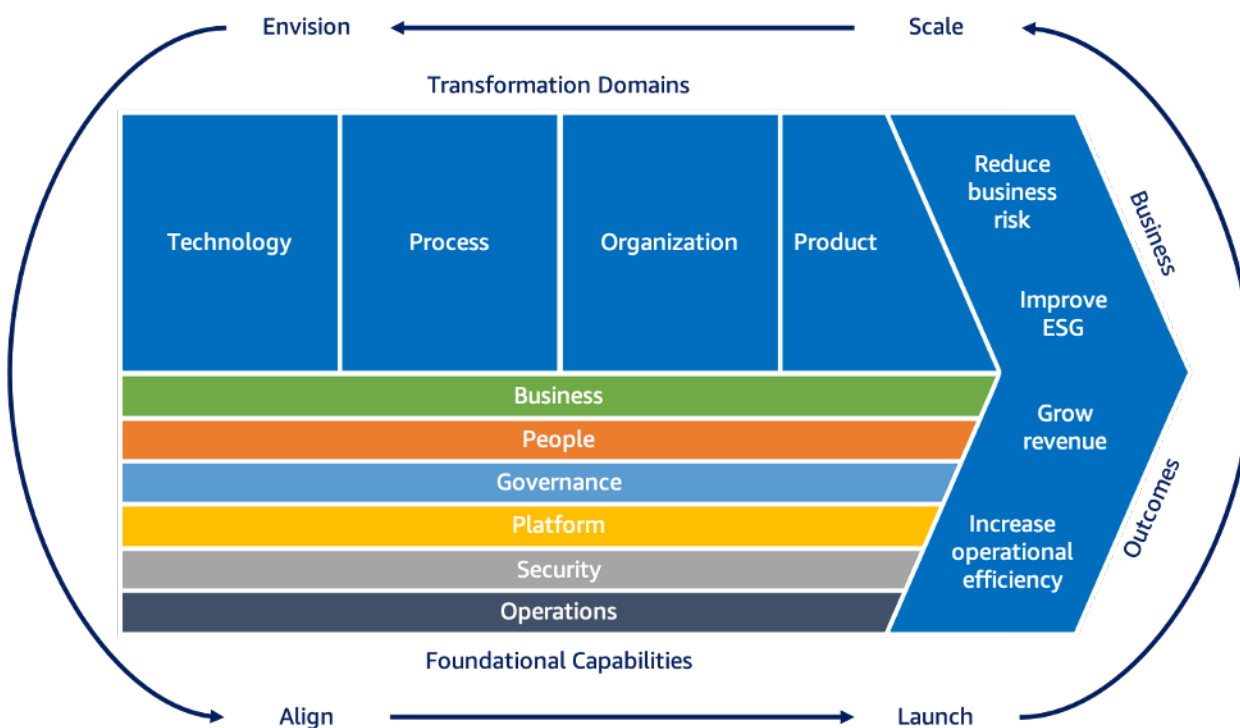 Envision
Scale
Transformation Domains
Technology
Process
Organization
Product
Reduce
business
risk
Improve
ESG
Grow
revenue
Increase
operational
efficiency
Business
Outcomes
Business
People
Governance
Platform
Security
Operations
Foundational Capabilities
Align
Launch